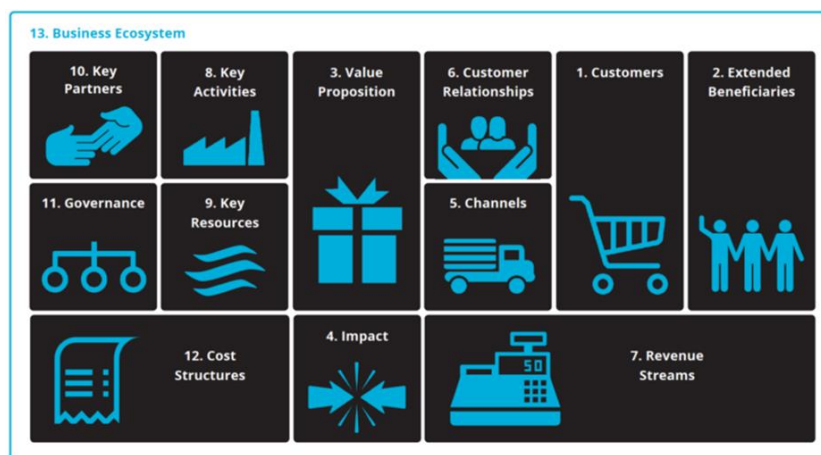 13. Business Ecosystem
10. Key
Partners
8. Key
Activities
3. Value
Proposition
6. Customer
Relationships
1. Customers
2. Extended
Beneficiaries
11. Governance
9. Key
Resources
5. Channels
12. Cost
Structures
4. Impact
50
7. Revenue
Streams